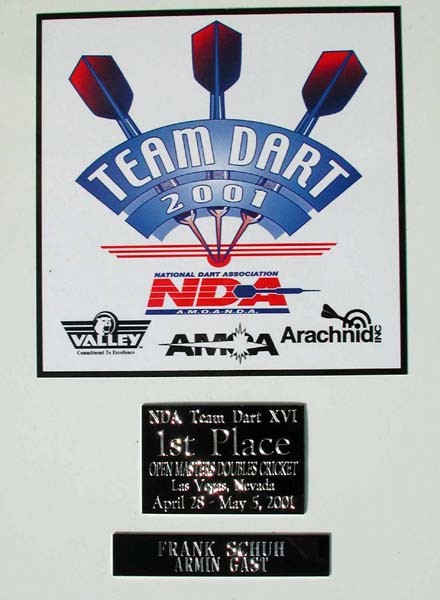 TEAM DART
2001
NATIONAL DART ASSOCIATION
NDA
A.M.O.A-N.D.A.
VALLEY™
Commitment To Excellence
AMOA
Arachnid INC
NDA Team Dart XVI
1st Place
OPEN MASTERS DOUBLES CRICKET
Las Vegas, Nevada
April 28 - May 5, 2001
FRANK SCHUH
ARMIN GAST